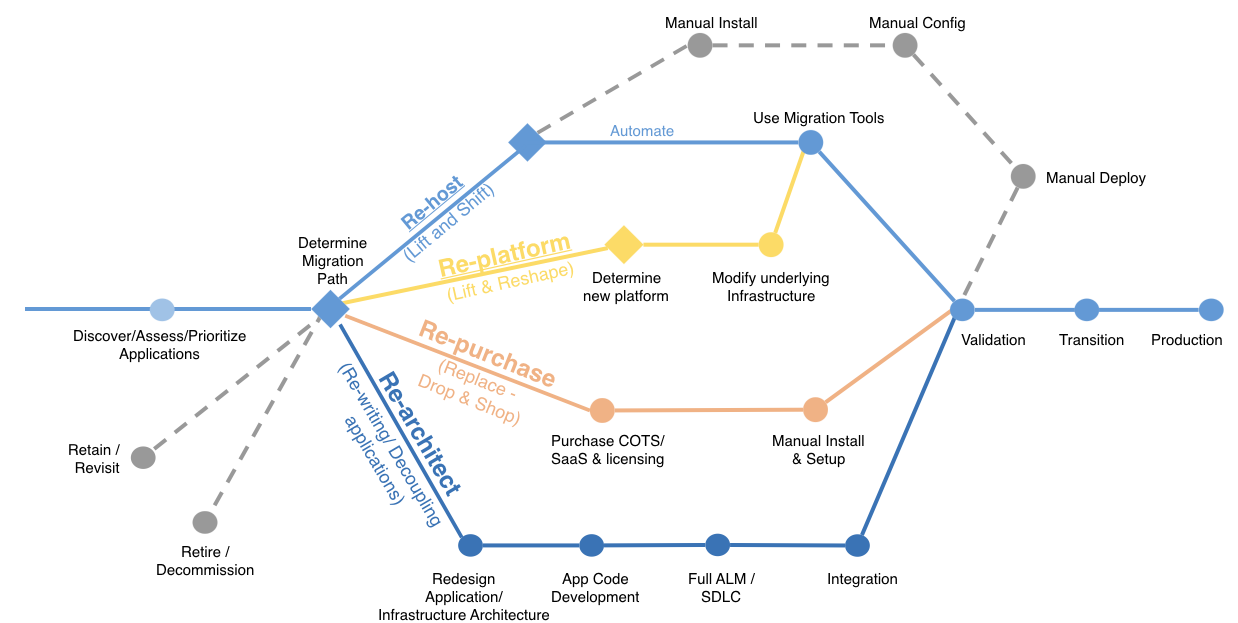 Manual Install
Manual Config
Use Migration Tools
Automate
Manual Deploy
Re-host
(Lift and Shift)
Determine
Migration
Path
Re-platform
(Lift & Reshape)
Determine
new platform
Modify underlying
Infrastructure
Discover/Assess/Prioritize
Applications
Validation
Transition
Production
Re-purchase
(Replace -
Drop & Shop)
Purchase COTS/
SaaS & licensing
Manual Install
& Setup
Re-architect
(Re-writing/ Decoupling
applications)
Retain /
Revisit
Retire /
Decommission
Redesign
Application/
Infrastructure Architecture
App Code
Development
Full ALM /
SDLC
Integration